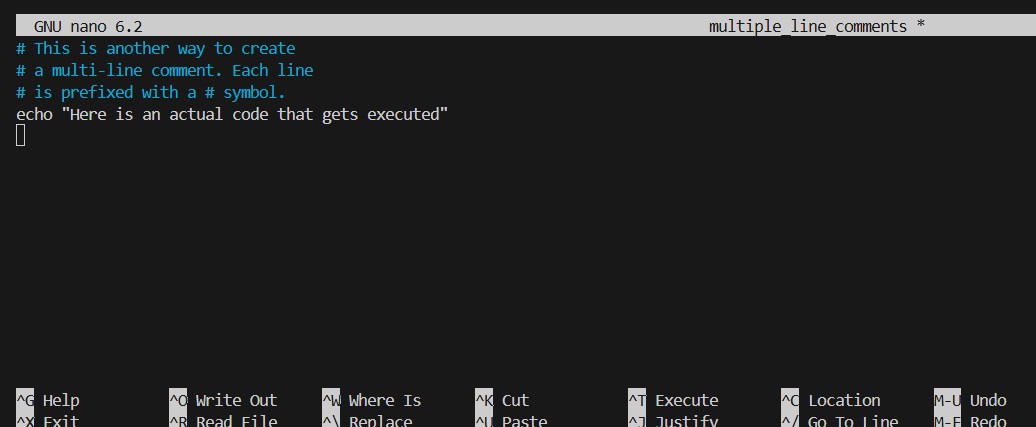 GNU nano 6.2 multiple_line_comments *
# This is another way to create
# a multi-line comment. Each line
# is prefixed with a # symbol.
echo "Here is an actual code that gets executed"
^G Help ^O Write Out ^W Where Is ^K Cut ^T Execute ^C Location M-U Undo
^X Exit ^R Read File ^\ Replace ^U Paste ^J Justify ^/ Go To Line M-E Redo